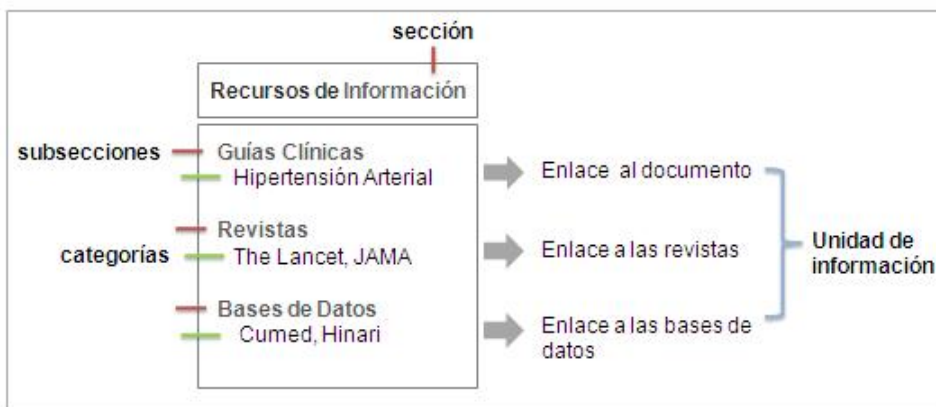 sección
Recursos de Información
subsecciones
Guías Clínicas
Hipertensión Arterial
Enlace al documento
categorías
Revistas
The Lancet, JAMA
Enlace a las revistas
Unidad de
información
Bases de Datos
Cumed, Hinari
Enlace a las bases de
datos